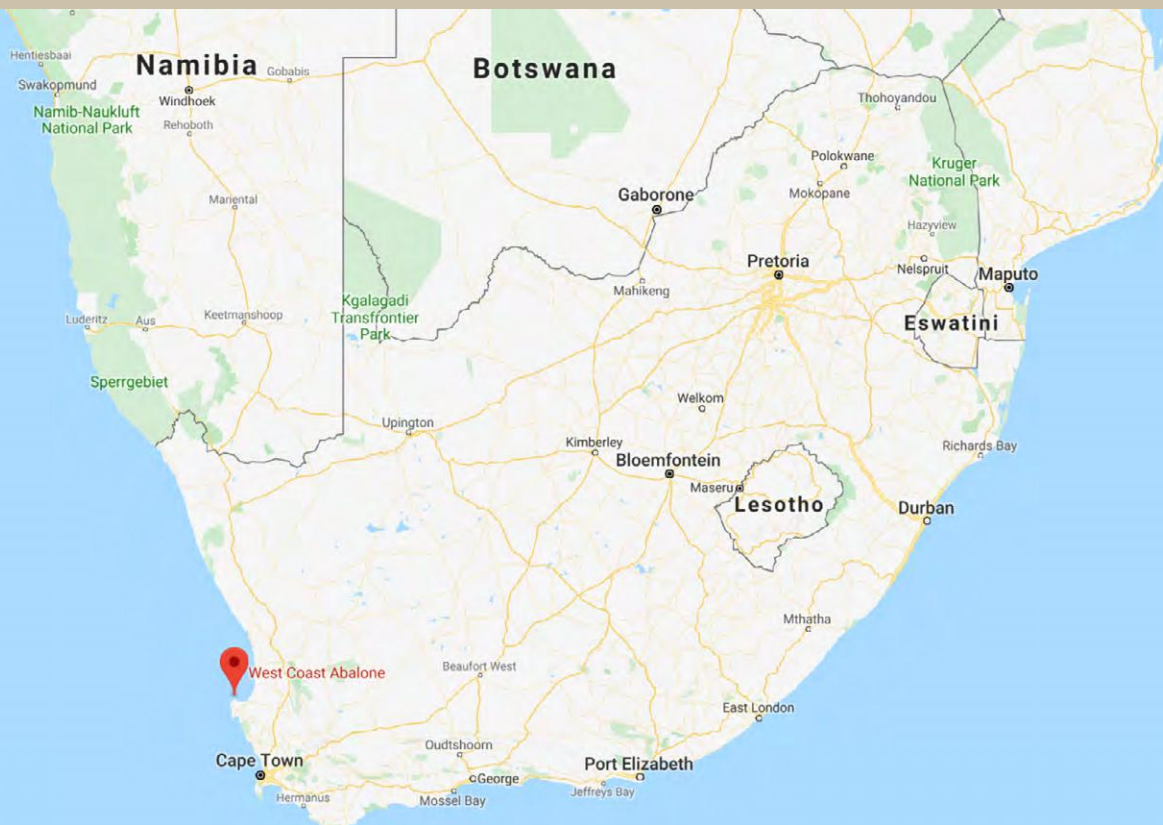 Hentiesbaai
Namibia
Gobabis
Botswana
Swakopmund
Windhoek
Namib-Naukluft
National Park
Rehoboth
Thohoyandou
Polokwane
Mokopane
Kruger
National Park
Mariental
Gaborone
Hazyview
Pretoria
Nelspruit
Maputo
Mahikeng
Kgalagadi
Transfrontier
Park
Luderitz
Aus
Keetmanshoop
Eswatini
Sperrgebiet
Welkom
Upington
Kimberley
Richards Bay
Bloemfontein
Maseru
Lesotho
Durban
Mthatha
West Coast Abalone
Beaufort West
East London
Oudtshoorn
Cape Town
Port Elizabeth
George
Jeffreys Bay
Hermanus
Mossel Bay